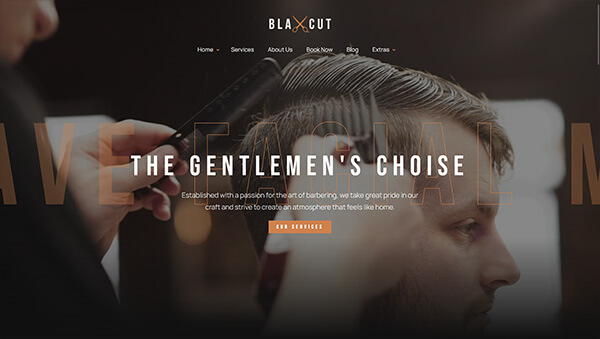 BLA CUT
Home Services About Us Book Now Blog Extras
AVE FACIAL M
THE GENTLEMEN'S CHOISE
Established with a passion for the art of barbering, we take great pride in our
craft and strive to create an atmosphere that feels like home.
OUR SERVICES